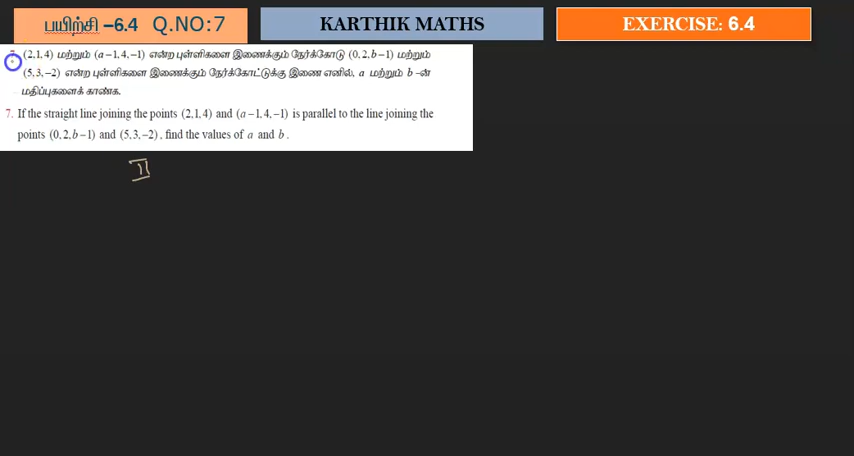 பயிற்சி –6.4 Q.NO:7
KARTHIK MATHS
EXERCISE: 6.4
(2,1,4) மற்றும் (a−1,4,−1) என்ற புள்ளிகளை இணைக்கும் நேர்க்கோடு (0,2,b−1) மற்றும்
(5,3,−2) என்ற புள்ளிகளை இணைக்கும் நேர்க்கோட்டுக்கு இணை எனில், a மற்றும் b -ன்
மதிப்புகளைக் காண்க.
7. If the straight line joining the points (2,1,4) and (a−1,4,−1) is parallel to the line joining the
points (0,2,b−1) and (5,3,−2), find the values of a and b.